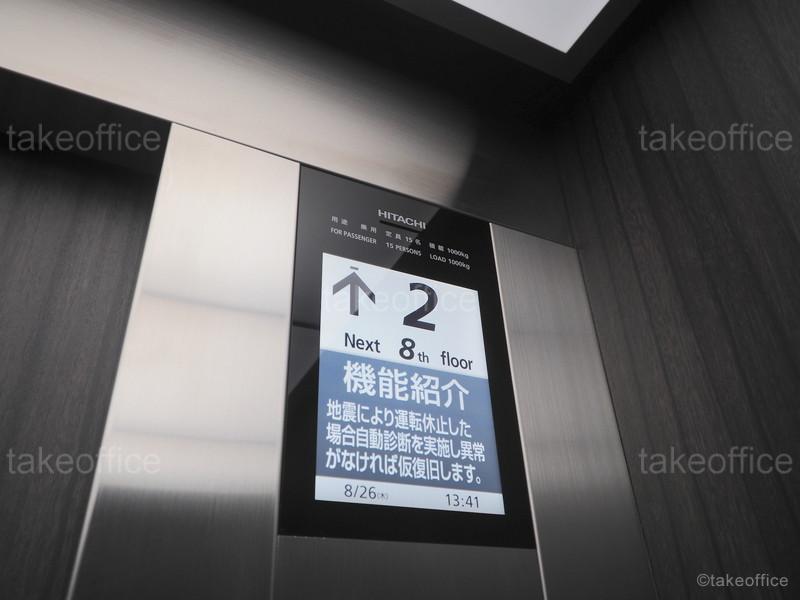 takeoffice
takeoffice
HITACHI
用途 乗用 定員 15名 積載 1000kg
FOR PASSENGER 15 PERSONS LOAD 1000kg
↑ 2
takeoffice
Next 8th floor
機能紹介
地震により運転休止した
場合自動診断を実施し異常
がなければ仮復旧します。
takeoffice
takeoffice
8/26(木) 13:41
©takeoffice